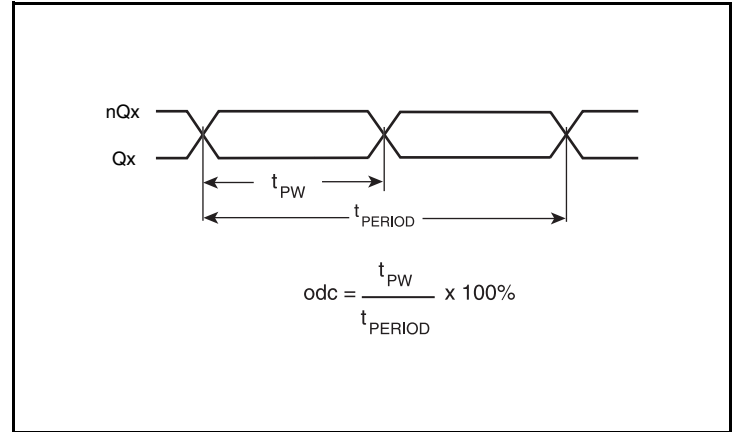 nQx
Qx
tPW
tPERIOD
odc = tPW / tPERIOD x 100%